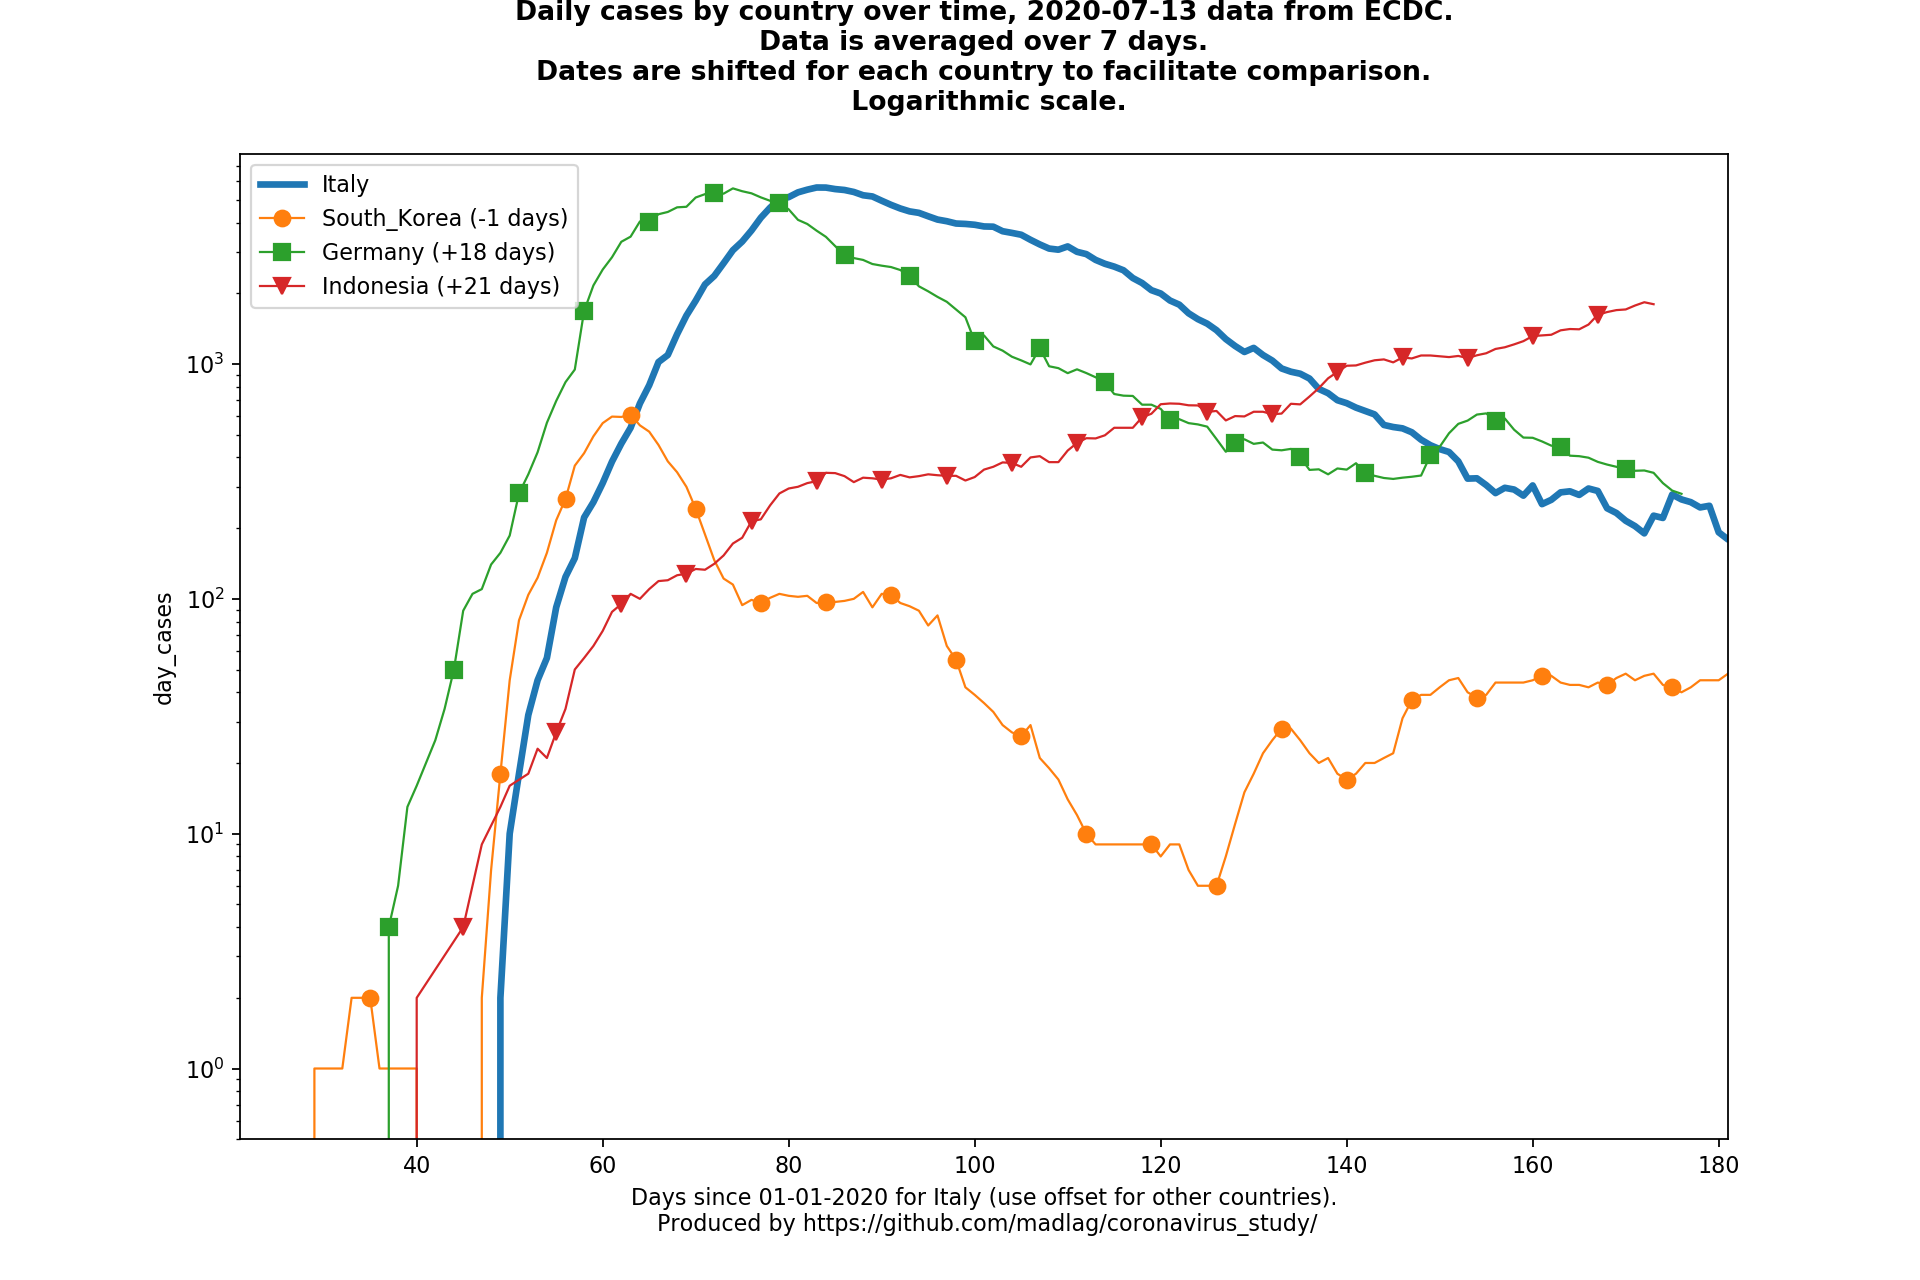 Daily cases by country over time, 2020-07-13 data from ECDC.
Data is averaged over 7 days.
Dates are shifted for each country to facilitate comparison.
Logarithmic scale.
Italy
South_Korea (-1 days)
Germany (+18 days)
Indonesia (+21 days)
day_cases
10³
10²
10¹
10⁰
40 60 80 100 120 140 160 180
Days since 01-01-2020 for Italy (use offset for other countries).
Produced by https://github.com/madlag/coronavirus_study/